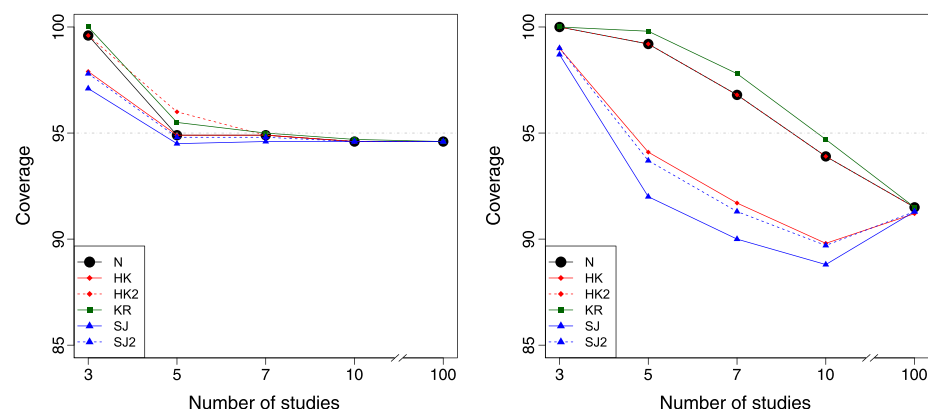 Coverage
100
95
90
85
N
HK
HK2
KR
SJ
SJ2
3 5 7 10 100
Number of studies
Coverage
100
95
90
85
N
HK
HK2
KR
SJ
SJ2
3 5 7 10 100
Number of studies